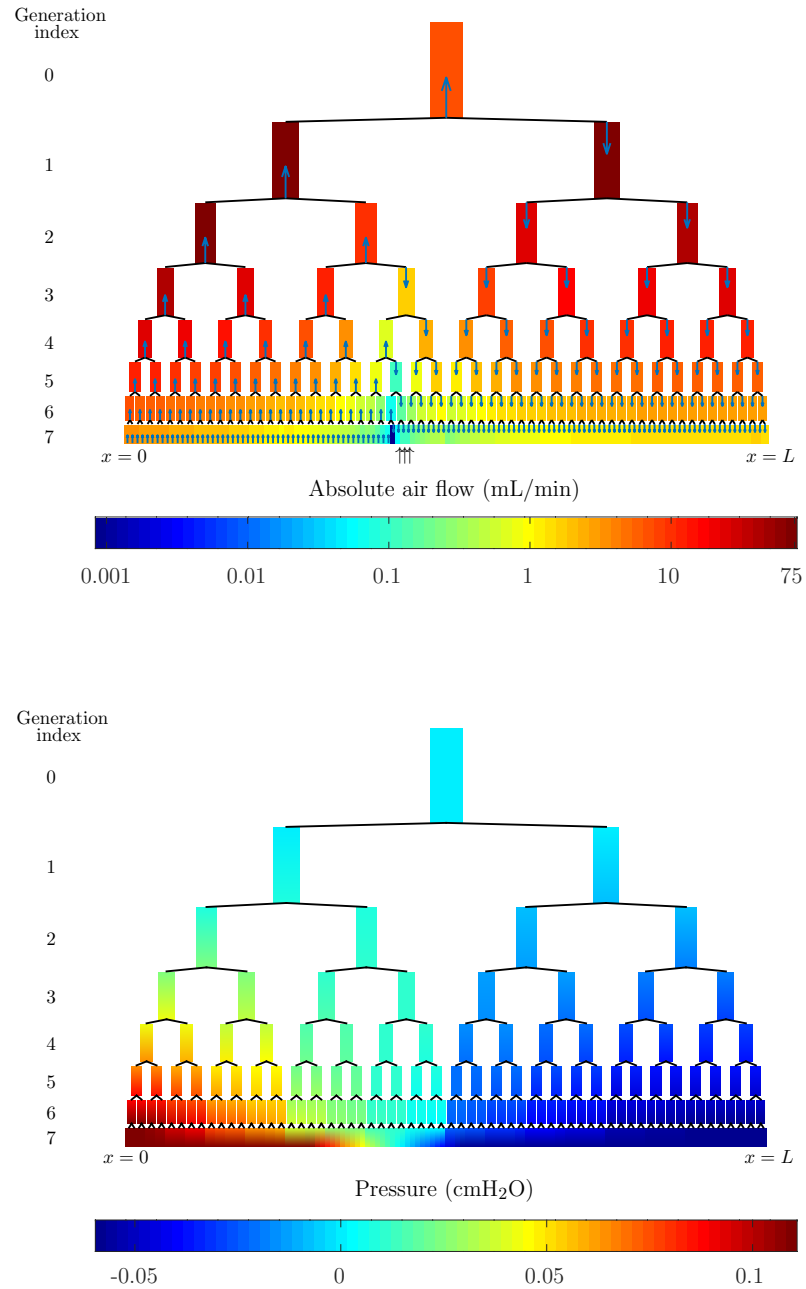 Generation
index
0
1
2
3
4
5
6
7
x = 0
x = L
Absolute air flow (mL/min)
0.001 0.01 0.1 1 10 75
Generation
index
0
1
2
3
4
5
6
7
x = 0
x = L
Pressure (cmH₂O)
-0.05 0 0.05 0.1